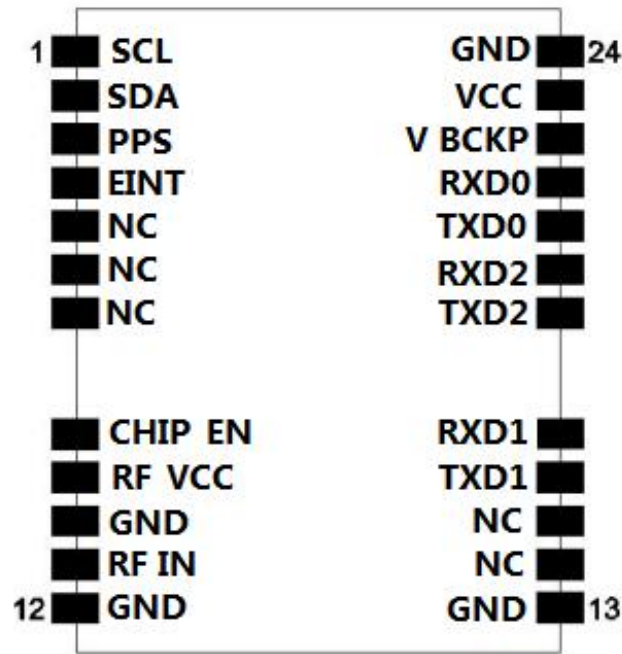 1 SCL GND 24
SDA VCC
PPS V BCKP
EINT RXD0
NC TXD0
NC RXD2
NC TXD2
CHIP EN RXD1
RF VCC TXD1
GND NC
RF IN NC
12 GND GND 13